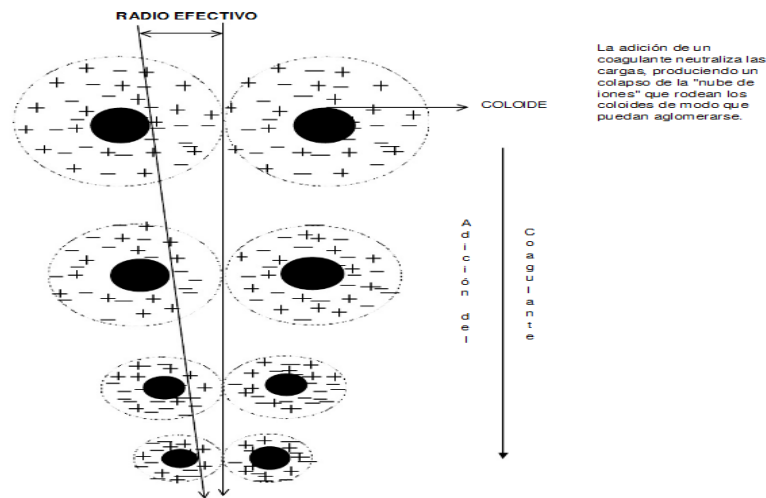 RADIO EFECTIVO
La adición de un
coagulante neutraliza las
cargas, produciendo un
colapso de la "nube de
iones" que rodean los
coloides de modo que
puedan aglomerarse.
COLOIDE
Adición del
Coagulante